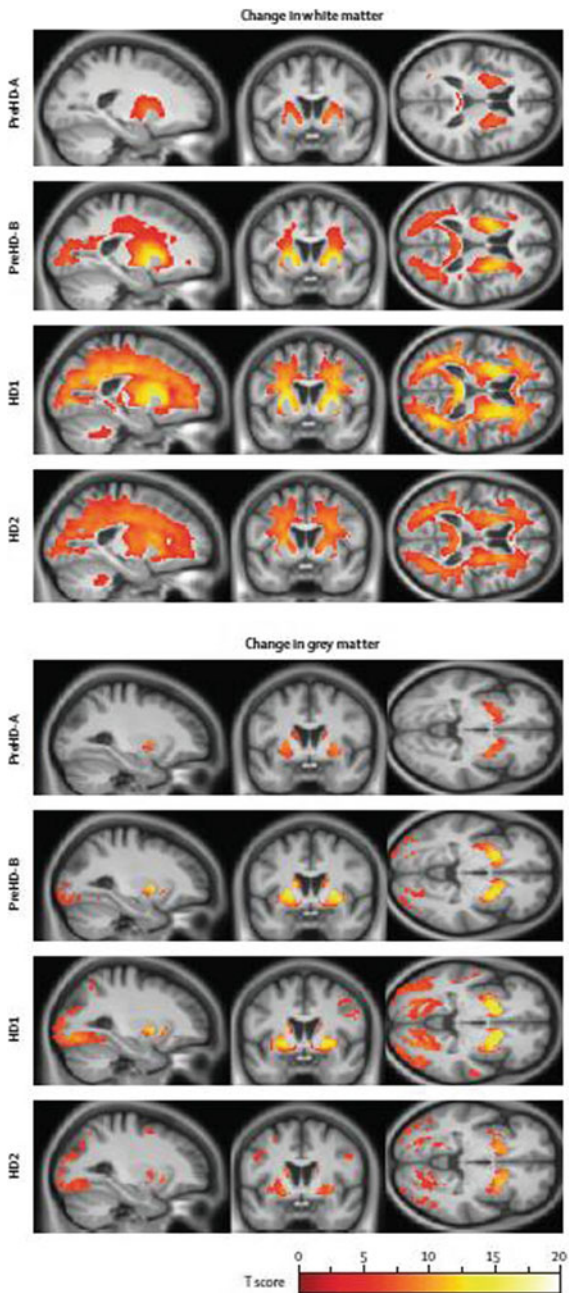 Change in white matter
PreHD-A
PreHD-B
HD1
HD2
Change in grey matter
PreHD-A
PreHD-B
HD1
HD2
0 5 10 15 20
T score